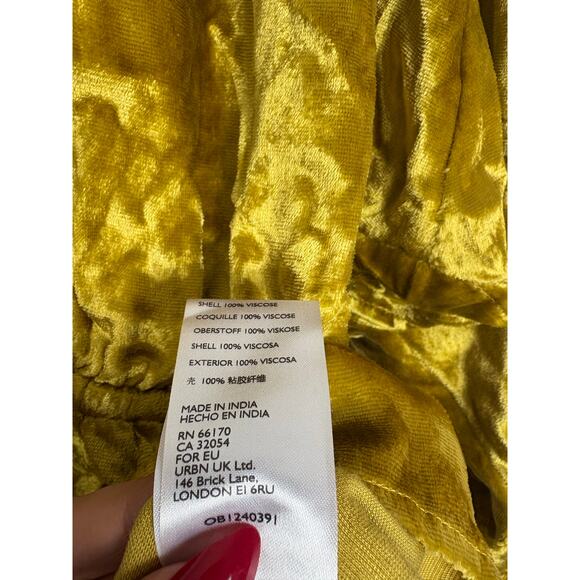 SHELL 100% VISCOSE
COQUILLE 100% VISCOSE
OBERSTOFF 100% VISKOSE
SHELL 100% VISCOSA
EXTERIOR 100% VISCOSA
壳 100% 粘胶纤维
MADE IN INDIA
HECHO EN INDIA
RN 66170
CA 32054
FOR EU
URBN UK Ltd.
146 Brick Lane,
LONDON E1 6RU
OB1240391